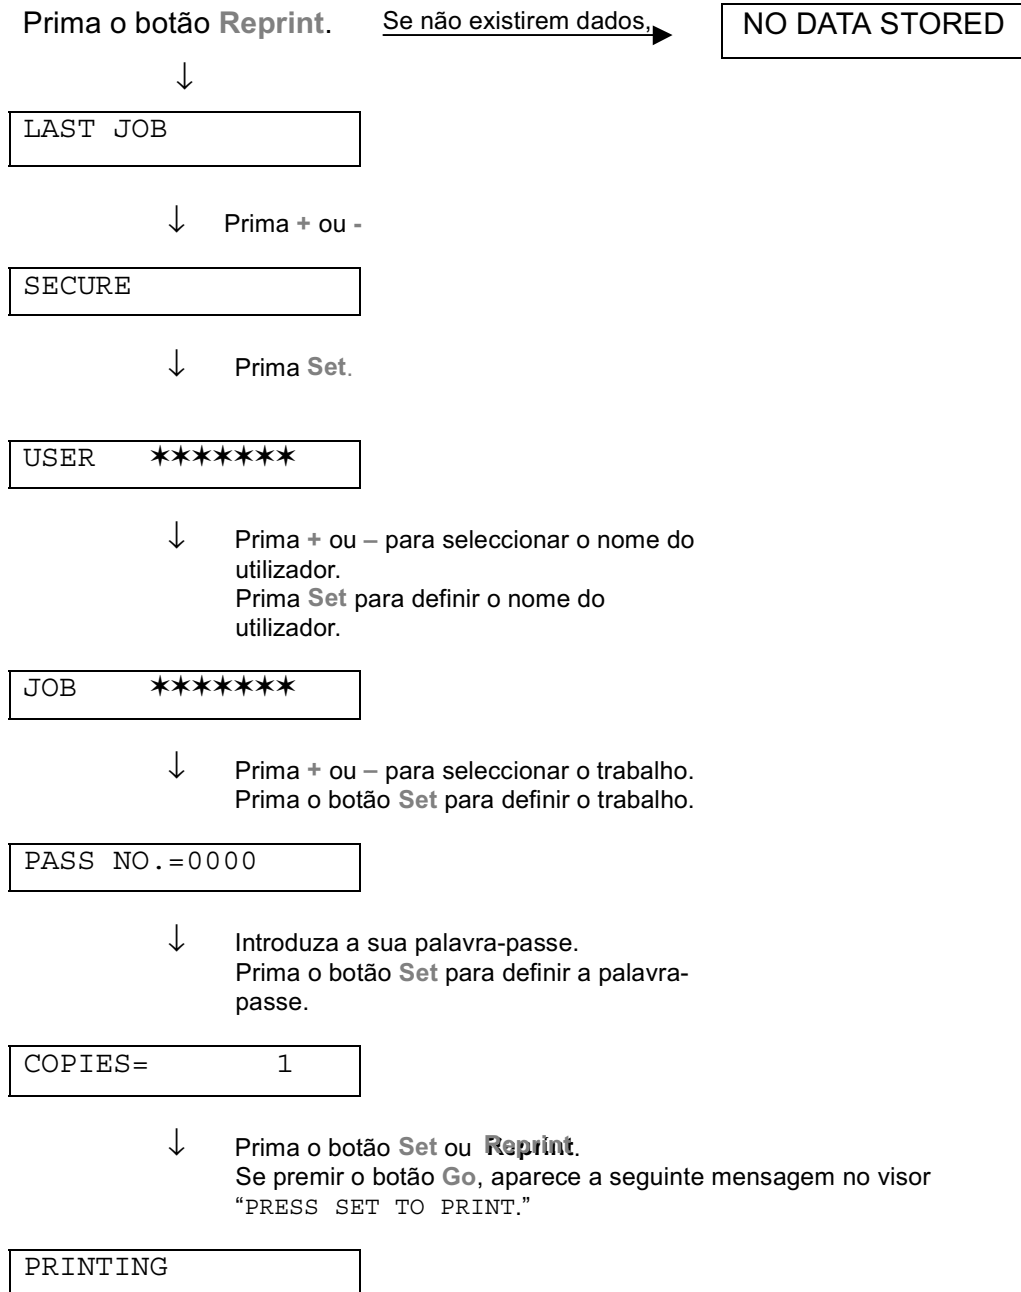 Prima o botão Reprint. Se não existirem dados, NO DATA STORED
↓
LAST JOB
↓ Prima + ou -
SECURE
↓ Prima Set.
USER ✶✶✶✶✶✶✶
↓ Prima + ou – para seleccionar o nome do
utilizador.
Prima Set para definir o nome do
utilizador.
JOB ✶✶✶✶✶✶✶
↓ Prima + ou – para seleccionar o trabalho.
Prima o botão Set para definir o trabalho.
PASS NO.=0000
↓ Introduza a sua palavra-passe.
Prima o botão Set para definir a palavra-
passe.
COPIES= 1
↓ Prima o botão Set ou Reprint.
Se premir o botão Go, aparece a seguinte mensagem no visor
“PRESS SET TO PRINT.”
PRINTING